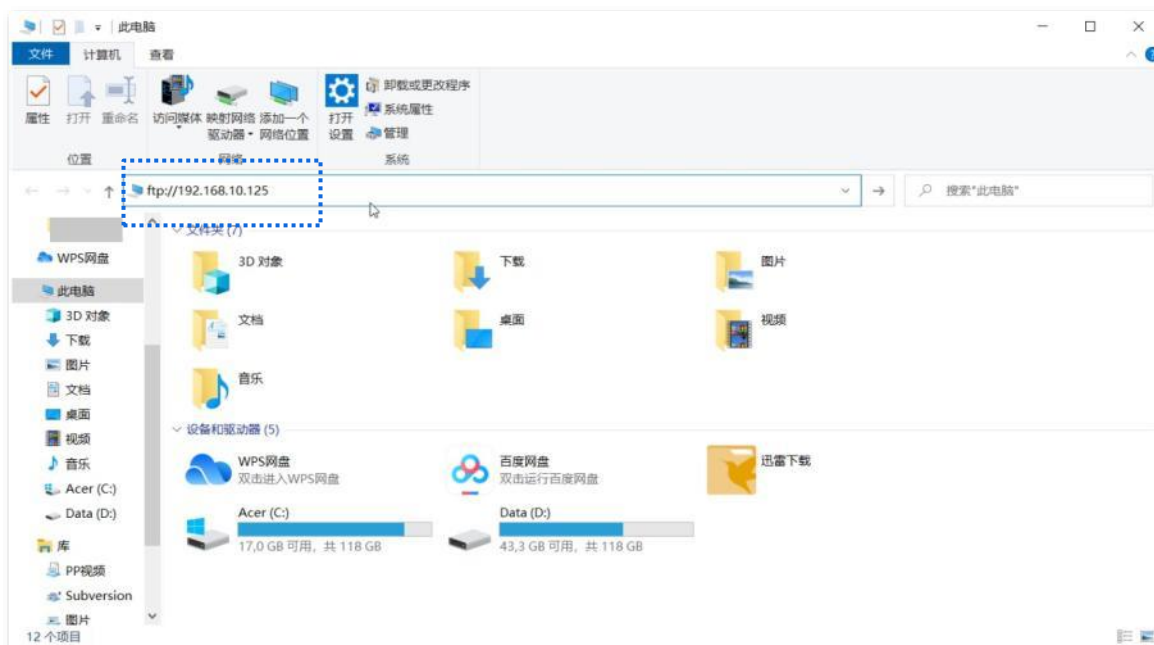 此电脑
文件 计算机 查看
属性 打开 重命名 访问媒体 映射网络驱动器 添加一个网络位置 打开设置 卸载或更改程序
系统属性
管理
位置 网络 系统
ftp://192.168.10.125 搜索"此电脑"
文件夹 (7)
WPS网盘
此电脑
3D 对象
下载
图片
文档
桌面
视频
音乐
Acer (C:)
Data (D:)
库
PP视频
Subversion
图片
3D 对象 下载 图片
文档 桌面 视频
音乐
设备和驱动器 (5)
WPS网盘 百度网盘 迅雷下载
双击进入WPS网盘 双击运行百度网盘
Acer (C:) Data (D:)
17,0 GB 可用, 共 118 GB 43,3 GB 可用, 共 118 GB
12 个项目